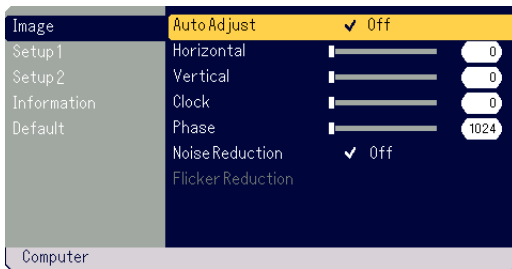 Image
Setup1
Setup2
Information
Default
Auto Adjust ✔ Off
Horizontal 0
Vertical 0
Clock 0
Phase 1024
Noise Reduction ✔ Off
Flicker Reduction
Computer